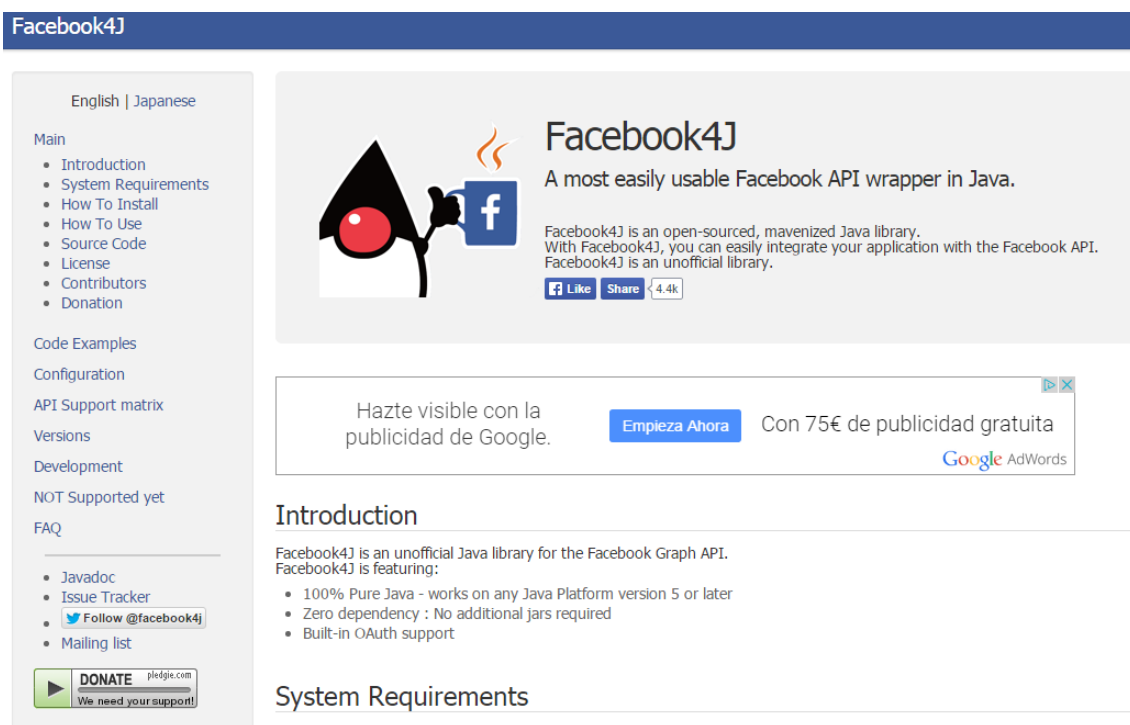 Facebook4J
English | Japanese
Main
Introduction
System Requirements
How To Install
How To Use
Source Code
License
Contributors
Donation
Code Examples
Configuration
API Support matrix
Versions
Development
NOT Supported yet
FAQ
Javadoc
Issue Tracker
Follow @facebook4j
Mailing list
DONATE pledgie.com
We need your support!
f
Facebook4J
A most easily usable Facebook API wrapper in Java.
Facebook4J is an open-sourced, mavenized Java library.
With Facebook4J, you can easily integrate your application with the Facebook API.
Facebook4J is an unofficial library.
f Like Share 4.4k
Hazte visible con la
publicidad de Google.
Empieza Ahora
Con 75€ de publicidad gratuita
Google AdWords
Introduction
Facebook4J is an unofficial Java library for the Facebook Graph API.
Facebook4J is featuring:
100% Pure Java - works on any Java Platform version 5 or later
Zero dependency : No additional jars required
Built-in OAuth support
System Requirements